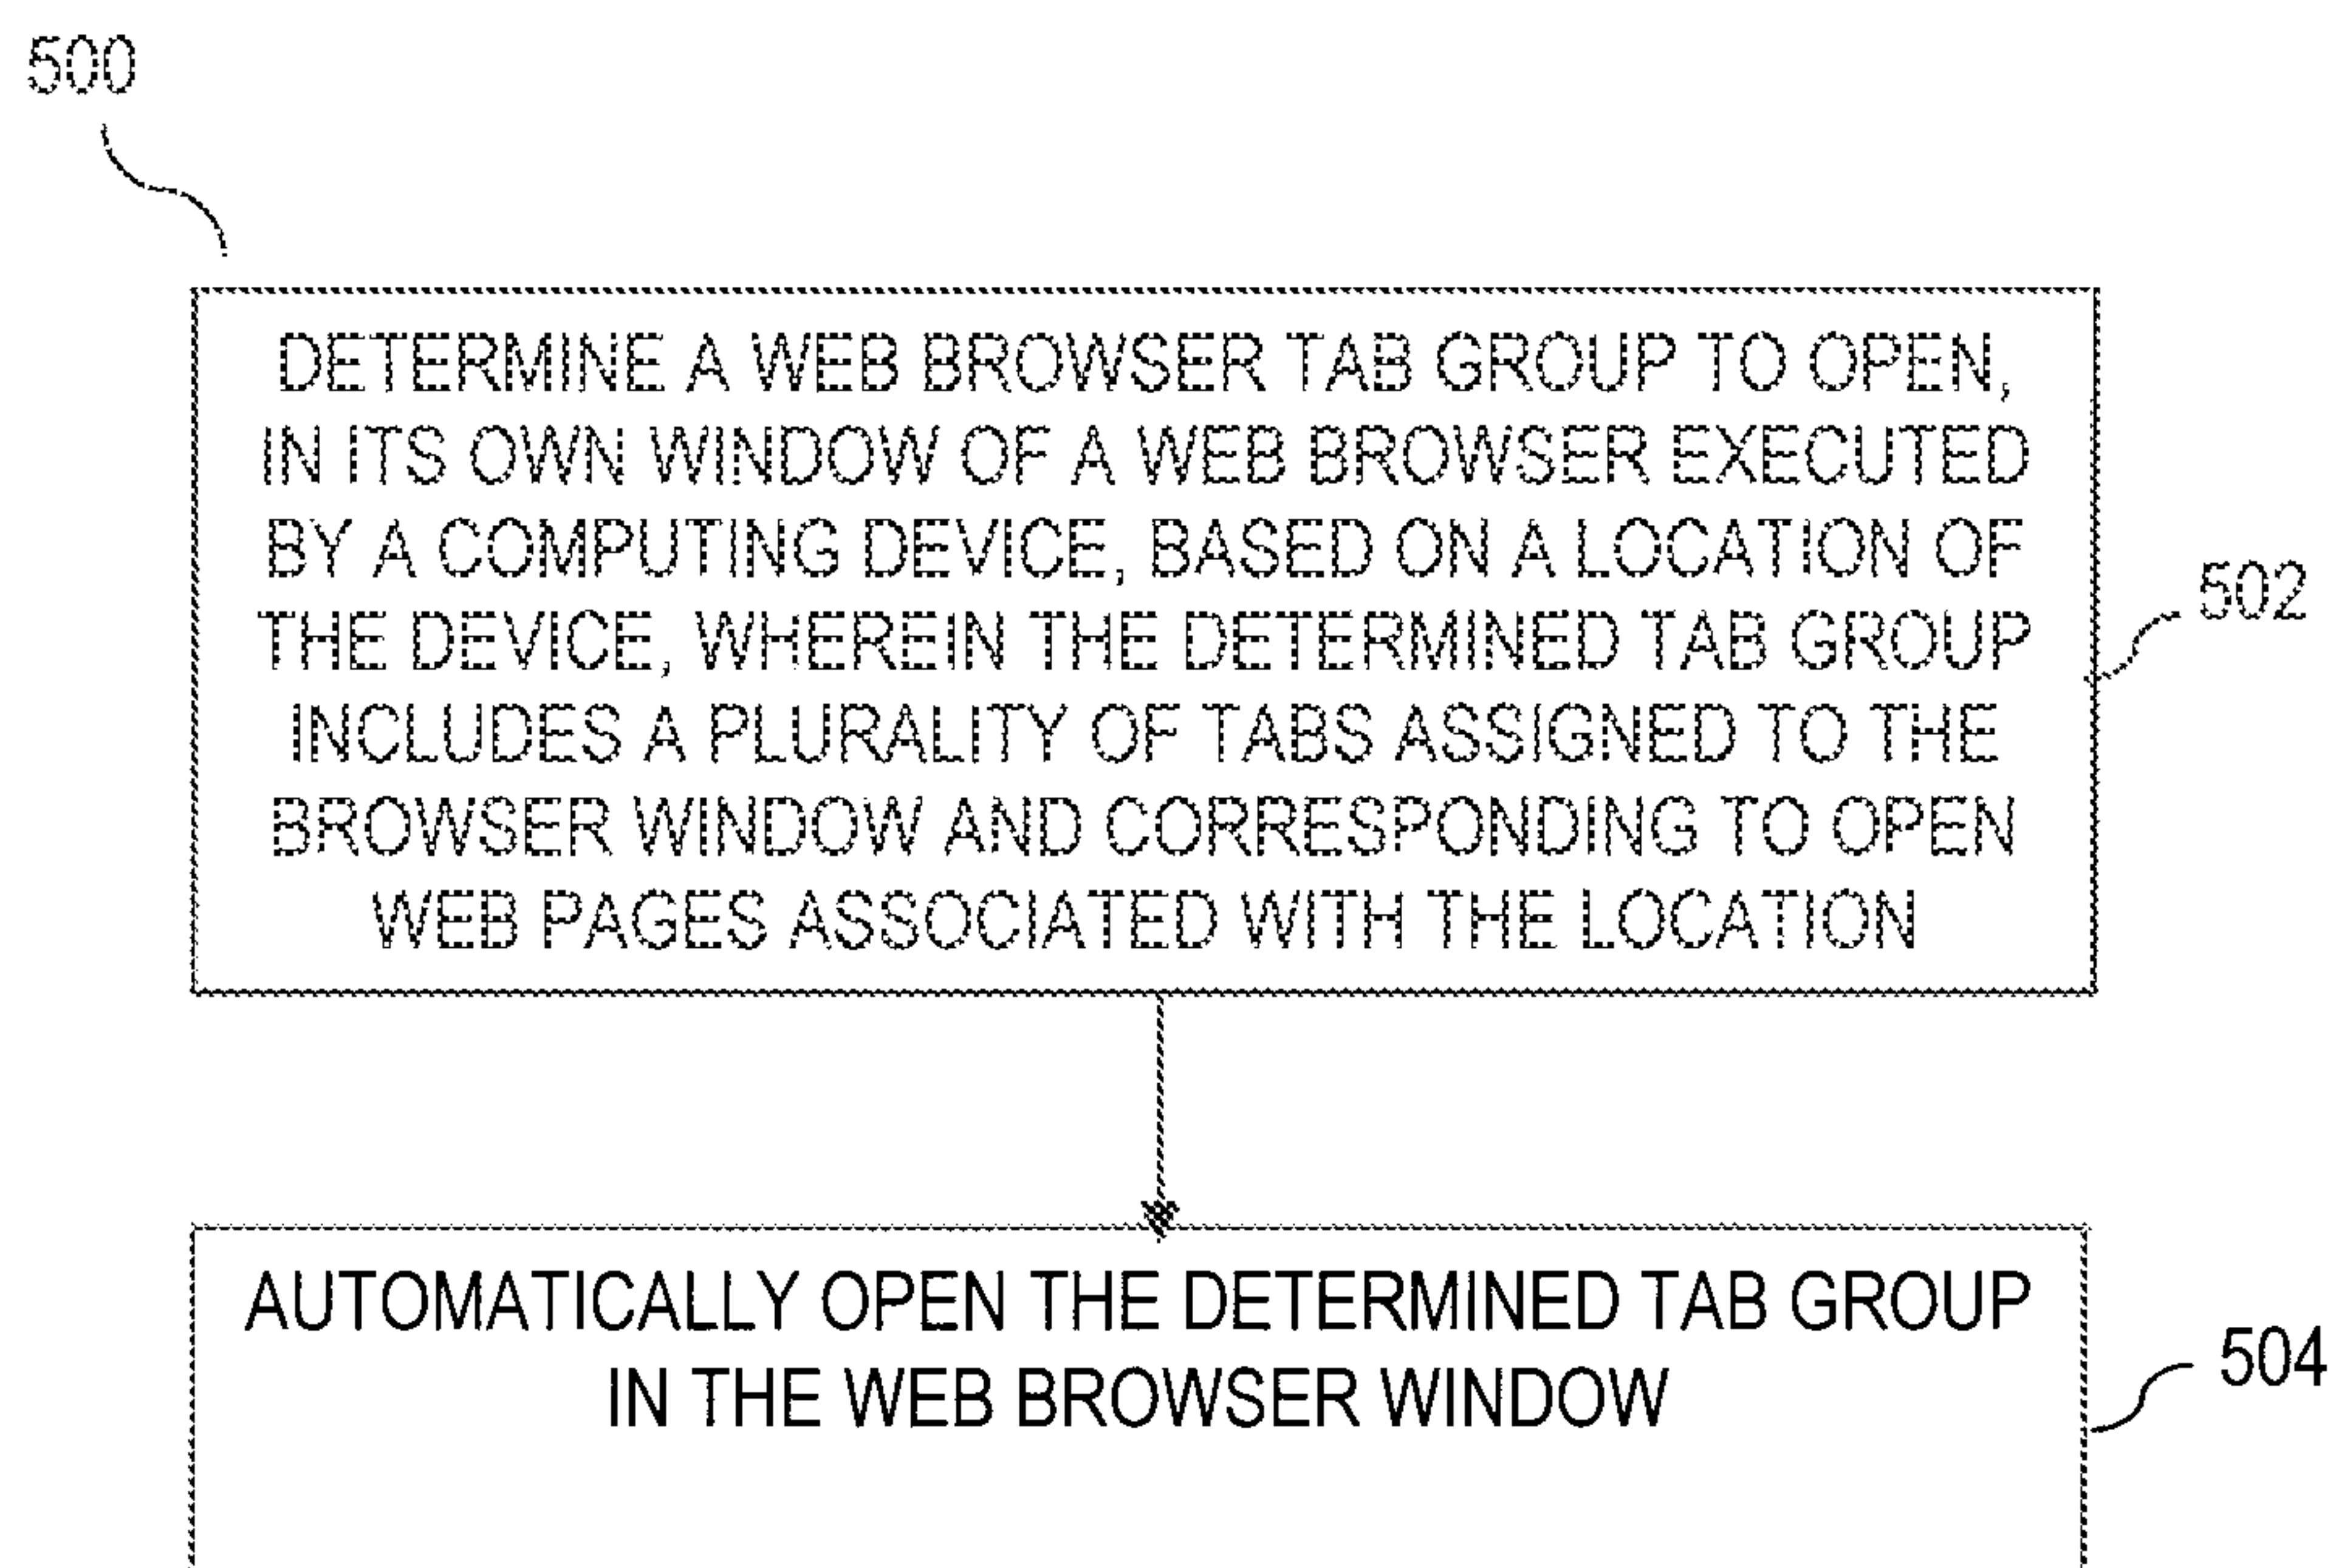 500
DETERMINE A WEB BROWSER TAB GROUP TO OPEN,
IN ITS OWN WINDOW OF A WEB BROWSER EXECUTED
BY A COMPUTING DEVICE, BASED ON A LOCATION OF
THE DEVICE, WHEREIN THE DETERMINED TAB GROUP
INCLUDES A PLURALITY OF TABS ASSIGNED TO THE
BROWSER WINDOW AND CORRESPONDING TO OPEN
WEB PAGES ASSOCIATED WITH THE LOCATION
502
AUTOMATICALLY OPEN THE DETERMINED TAB GROUP
IN THE WEB BROWSER WINDOW
504